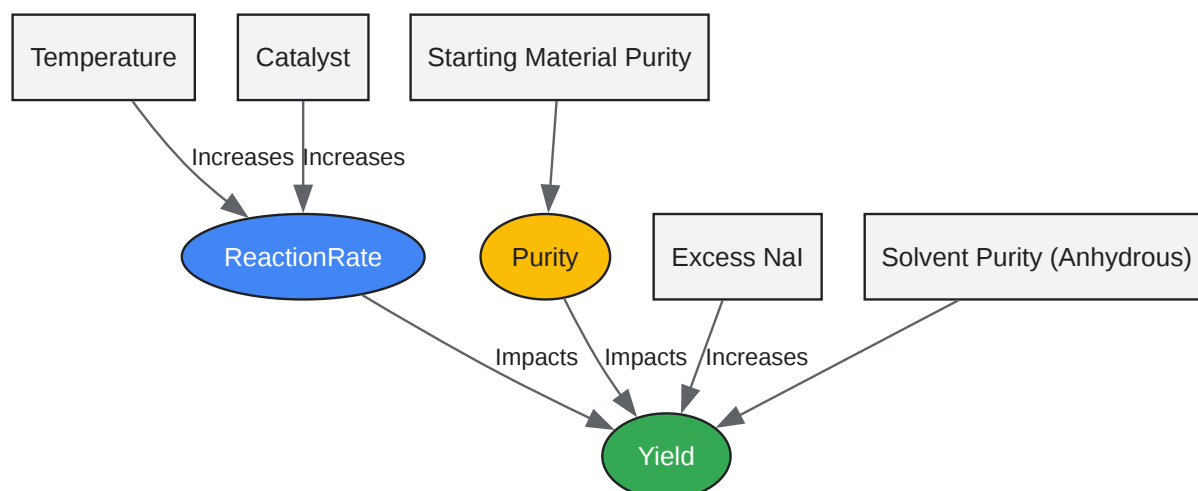 Temperature
Catalyst
Starting Material Purity
Increases
Increases
ReactionRate
Purity
Excess NaI
Solvent Purity (Anhydrous)
Impacts
Impacts
Increases
Yield